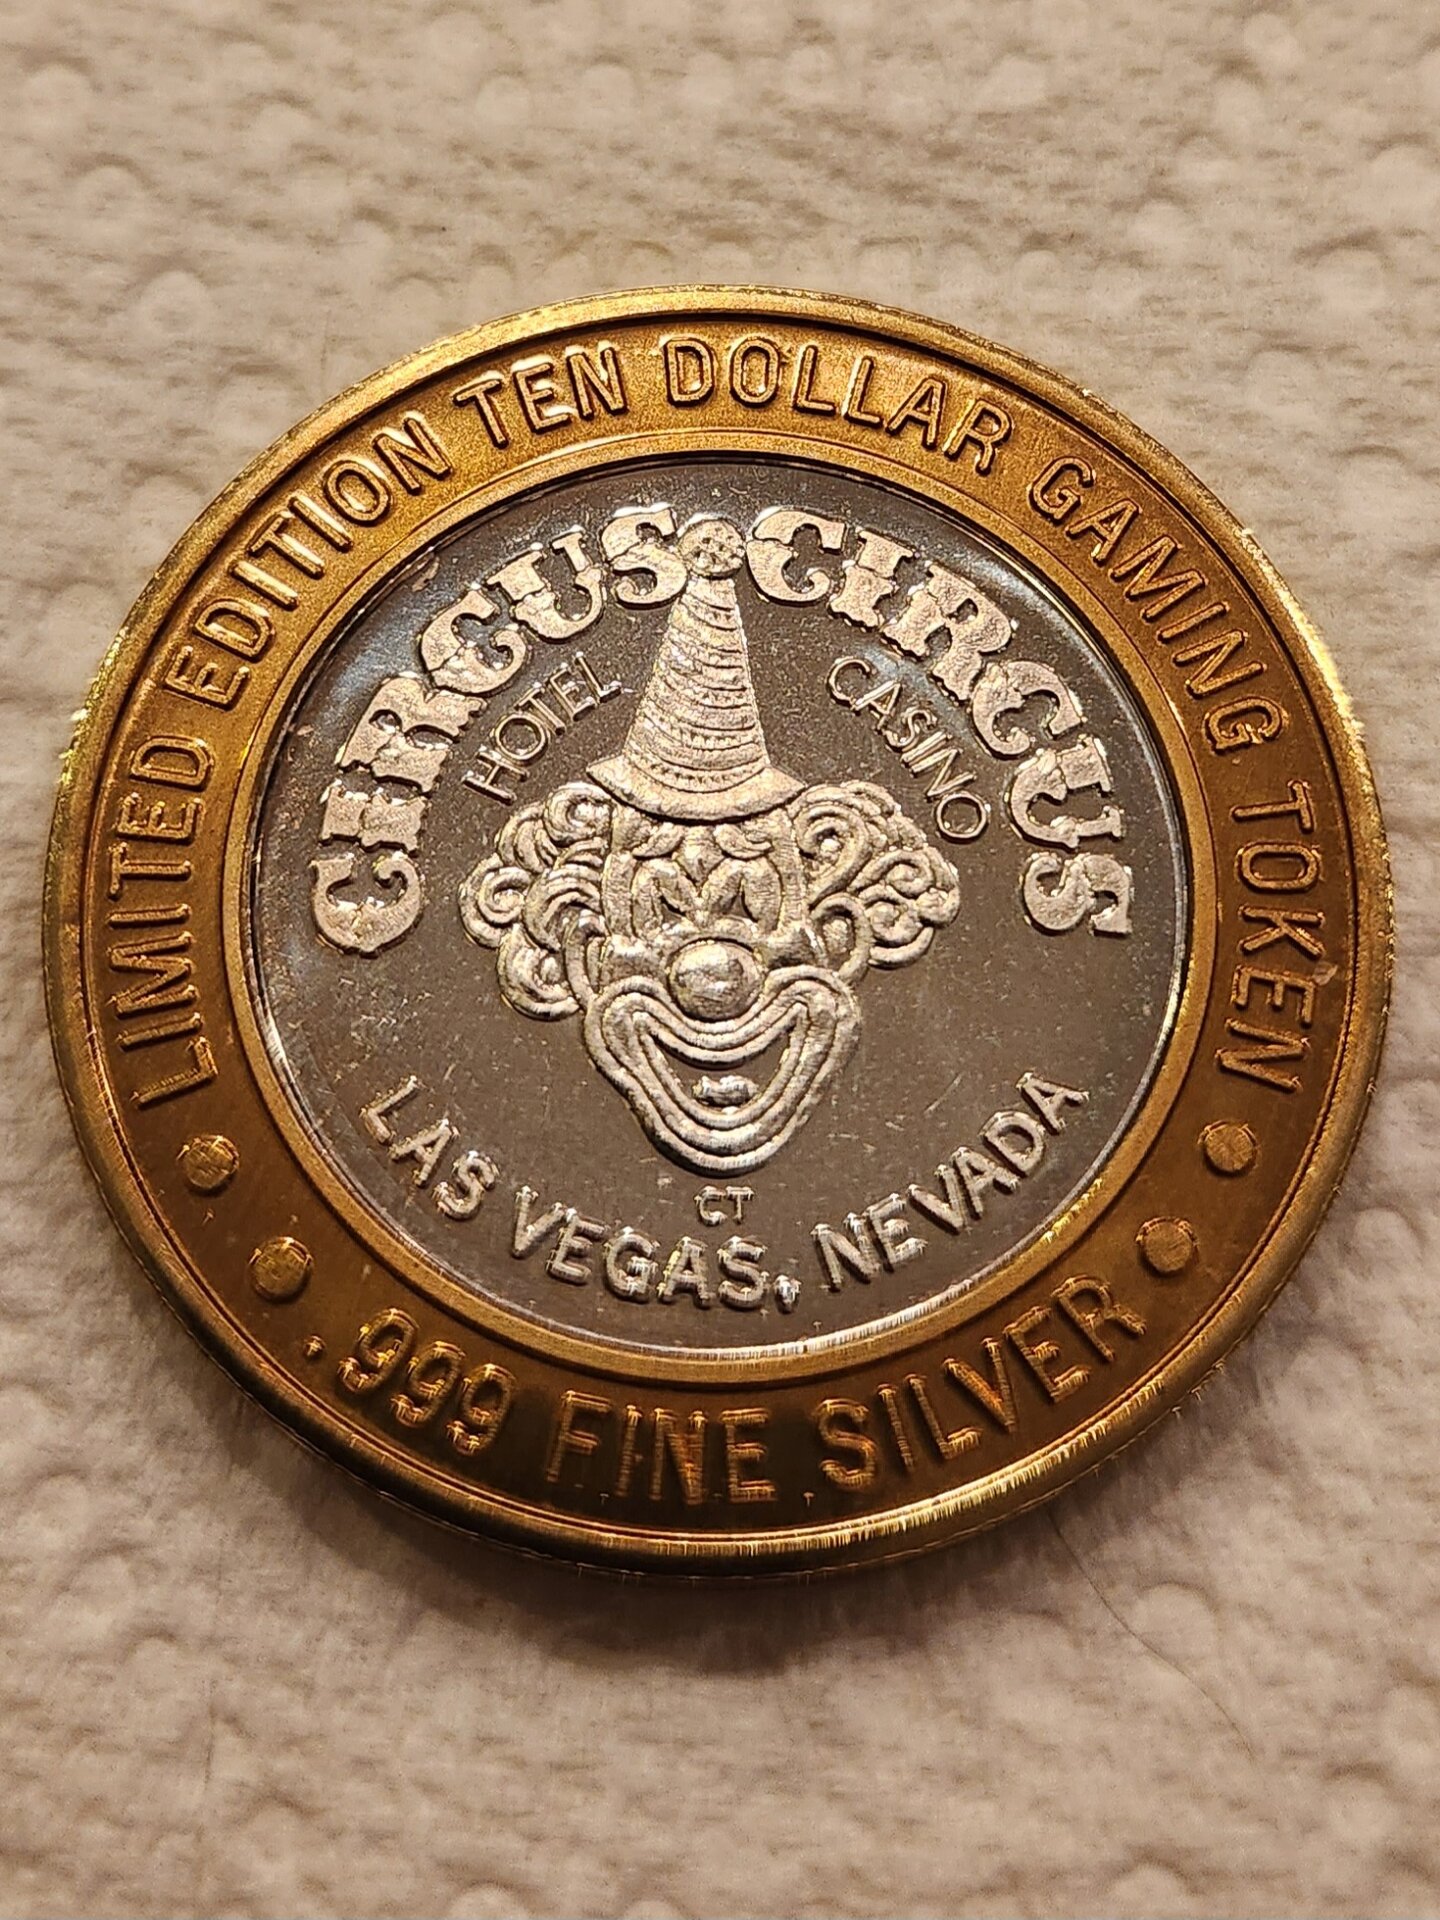 LIMITED EDITION TEN DOLLAR GAMING TOKEN
CIRCUS CIRCUS
HOTEL CASINO
CT
LAS VEGAS, NEVADA
.999 FINE SILVER